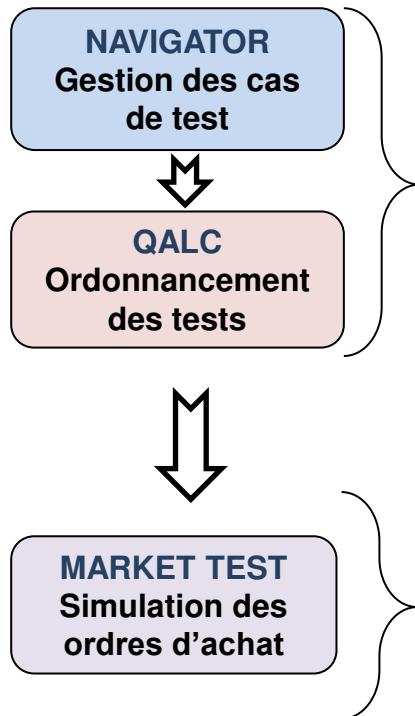 NAVIGATOR
Gestion des cas
de test
QALC
Ordonnancement
des tests
MARKET TEST
Simulation des
ordres d'achat